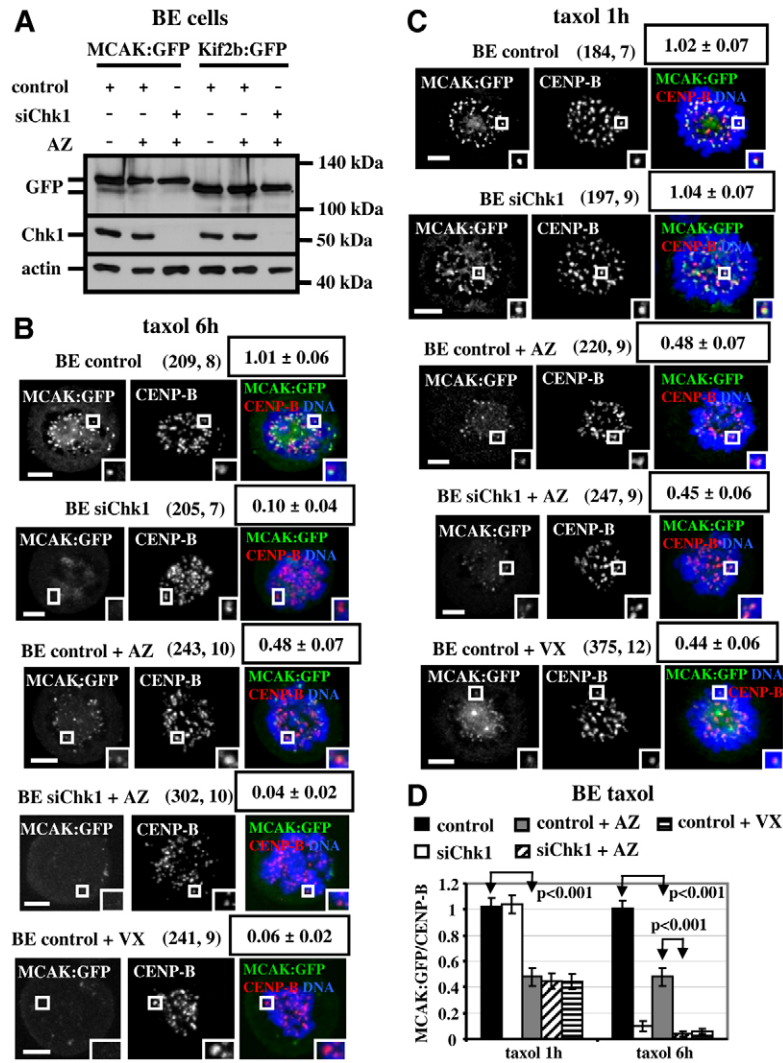 A
BE cells
MCAK:GFP Kif2b:GFP
control + + - + + -
siChk1 - - + - - +
AZ - + + - + +
140 kDa
GFP
100 kDa
Chk1
50 kDa
actin
40 kDa
B
taxol 6h
BE control (209, 8) 1.01 ± 0.06
MCAK:GFP CENP-B MCAK:GFP
CENP-B DNA
BE siChk1 (205, 7) 0.10 ± 0.04
MCAK:GFP CENP-B MCAK:GFP
CENP-B DNA
BE control + AZ (243, 10) 0.48 ± 0.07
MCAK:GFP CENP-B MCAK:GFP
CENP-B DNA
BE siChk1 + AZ (302, 10) 0.04 ± 0.02
MCAK:GFP CENP-B MCAK:GFP
CENP-B DNA
BE control + VX (241, 9) 0.06 ± 0.02
MCAK:GFP CENP-B MCAK:GFP
CENP-B DNA
C
taxol 1h
BE control (184, 7) 1.02 ± 0.07
MCAK:GFP CENP-B MCAK:GFP
CENP-B DNA
BE siChk1 (197, 9) 1.04 ± 0.07
MCAK:GFP CENP-B MCAK:GFP
CENP-B DNA
BE control + AZ (220, 9) 0.48 ± 0.07
MCAK:GFP CENP-B MCAK:GFP
CENP-B DNA
BE siChk1 + AZ (247, 9) 0.45 ± 0.06
MCAK:GFP CENP-B MCAK:GFP
CENP-B DNA
BE control + VX (375, 12) 0.44 ± 0.06
MCAK:GFP CENP-B MCAK:GFP DNA
CENP-B
D
BE taxol
control control + AZ control + VX
siChk1 siChk1 + AZ
MCAK:GFP/CENP-B
1.2
1
0.8
0.6
0.4
0.2
0
p<0.001
p<0.001
p<0.001
taxol 1h taxol 6h